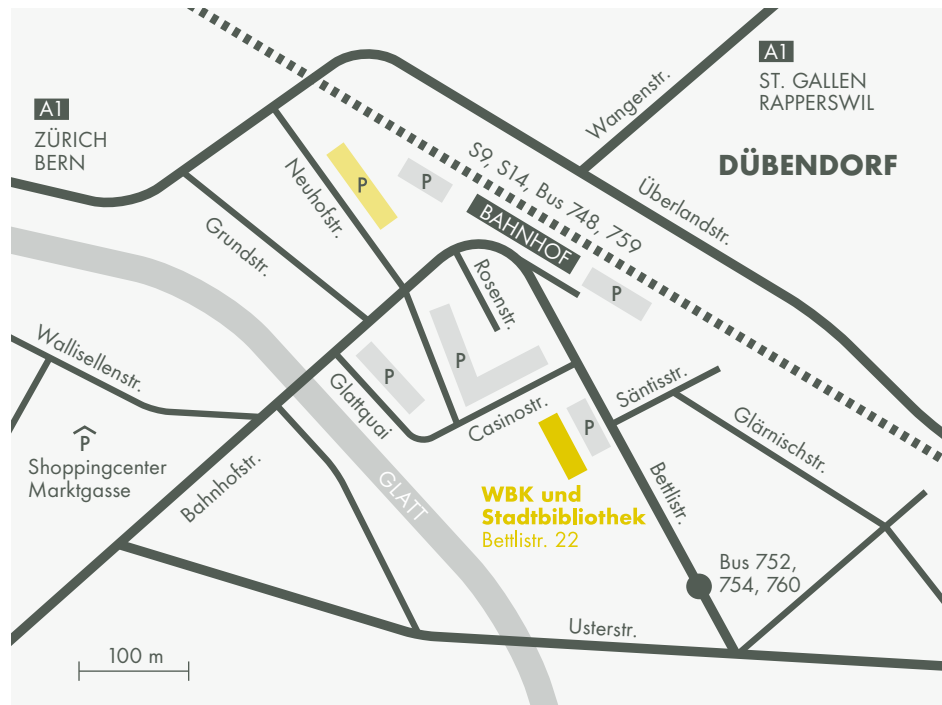 A1
ZÜRICH
BERN
A1
ST. GALLEN
RAPPERSWIL
DÜBENDORF
Wangenstr.
Überlandstr.
S9, S14, Bus 748, 759
BAHNHOF
P
P
P
Neuhofstr.
Grundstr.
Rosenstr.
P
P
Glattquai
Casinostr.
P
Säntisstr.
Glärnischstr.
Wallisellenstr.
P
Shoppingcenter
Marktgasse
Bahnhofstr.
GLATT
WBK und
Stadtbibliothek
Bettlistr. 22
Bettlistr.
Bus 752,
754, 760
Usterstr.
100 m